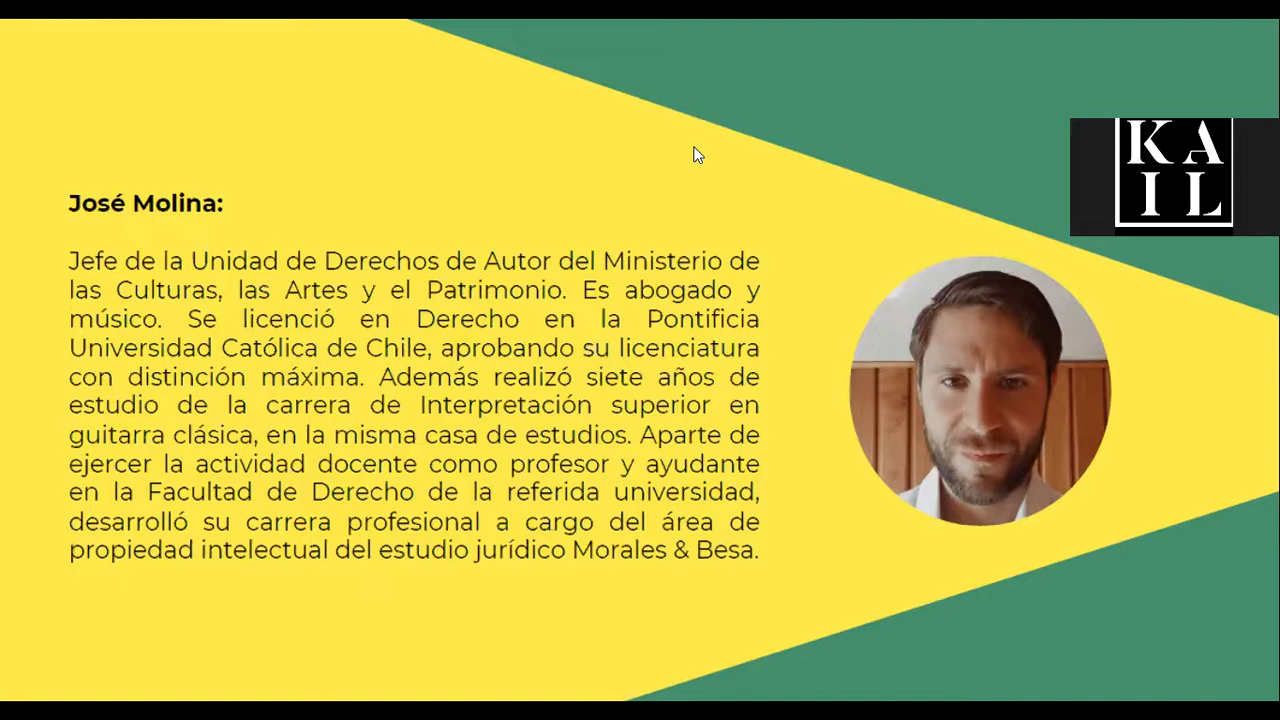 José Molina:
Jefe de la Unidad de Derechos de Autor del Ministerio de
las Culturas, las Artes y el Patrimonio. Es abogado y
músico. Se licenció en Derecho en la Pontificia
Universidad Católica de Chile, aprobando su licenciatura
con distinción máxima. Además realizó siete años de
estudio de la carrera de Interpretación superior en
guitarra clásica, en la misma casa de estudios. Aparte de
ejercer la actividad docente como profesor y ayudante
en la Facultad de Derecho de la referida universidad,
desarrolló su carrera profesional a cargo del área de
propiedad intelectual del estudio jurídico Morales & Besa.
KA
IL